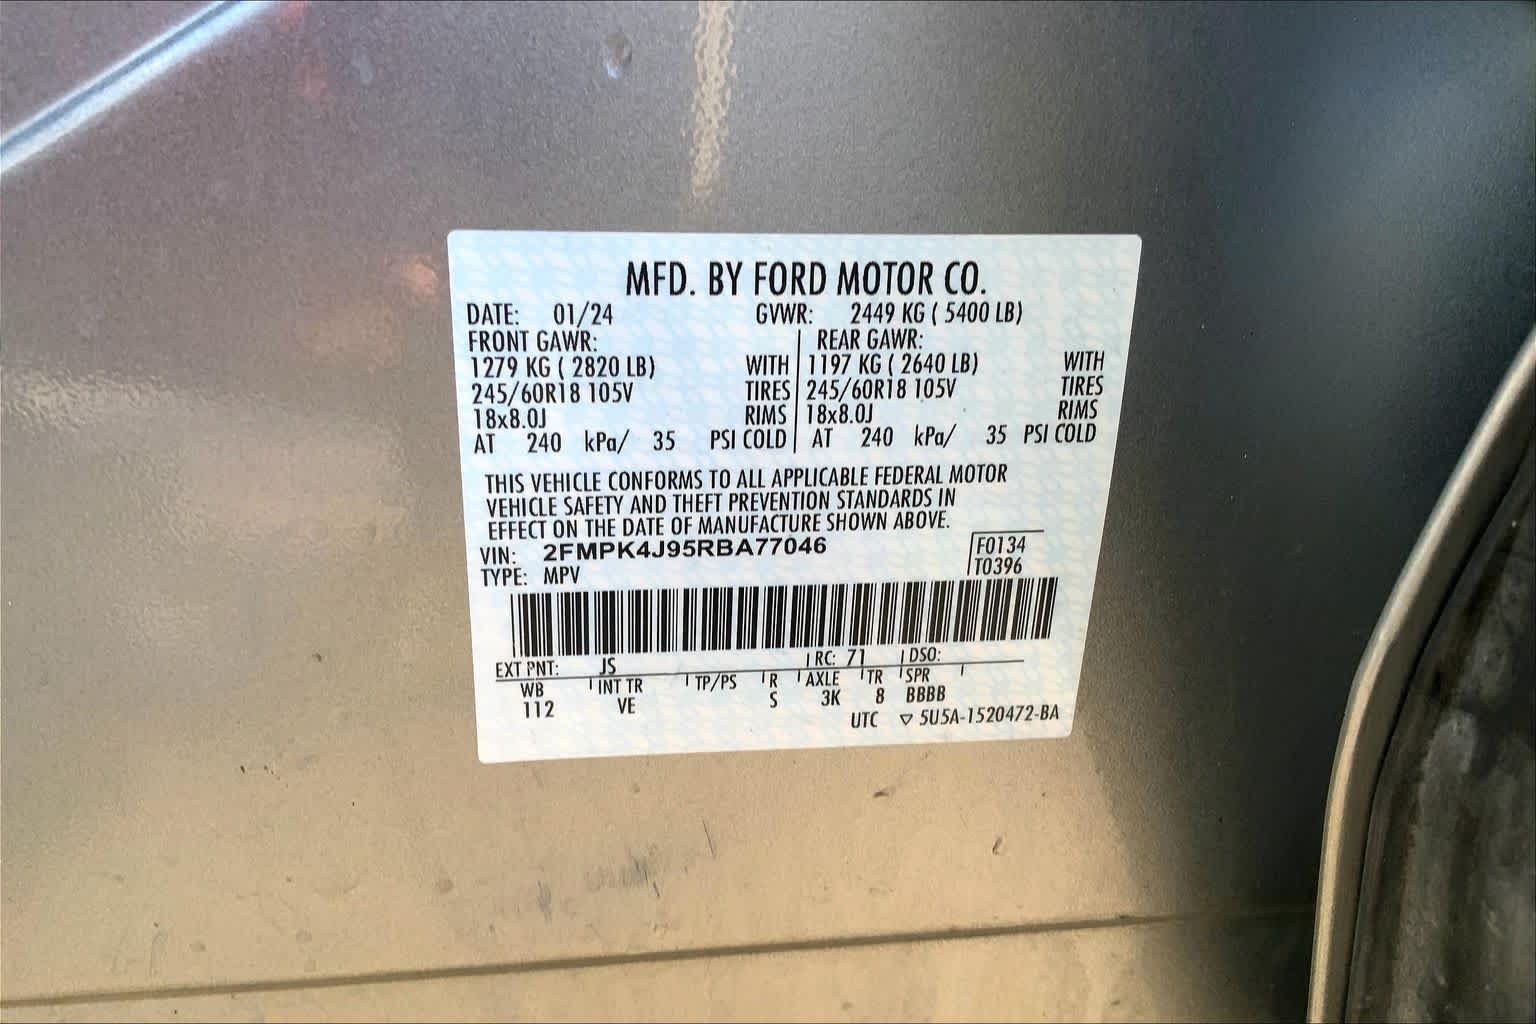 MFD. BY FORD MOTOR CO.
DATE: 01/24 GVWR: 2449 KG ( 5400 LB)
FRONT GAWR: REAR GAWR:
1279 KG ( 2820 LB) WITH 1197 KG ( 2640 LB) WITH
245/60R18 105V TIRES 245/60R18 105V TIRES
18x8.0J RIMS 18x8.0J RIMS
AT 240 kPa/ 35 PSI COLD AT 240 kPa/ 35 PSI COLD
THIS VEHICLE CONFORMS TO ALL APPLICABLE FEDERAL MOTOR
VEHICLE SAFETY AND THEFT PREVENTION STANDARDS IN
EFFECT ON THE DATE OF MANUFACTURE SHOWN ABOVE.
VIN: 2FMPK4J95RBA77046 F0134
TYPE: MPV T0396
EXT PNT: JS RC: 71 DSO:
WB INT TR TP/PS R AXLE TR SPR
112 VE S 3K 8 BBBB
UTC ▽ 5U5A-1520472-BA